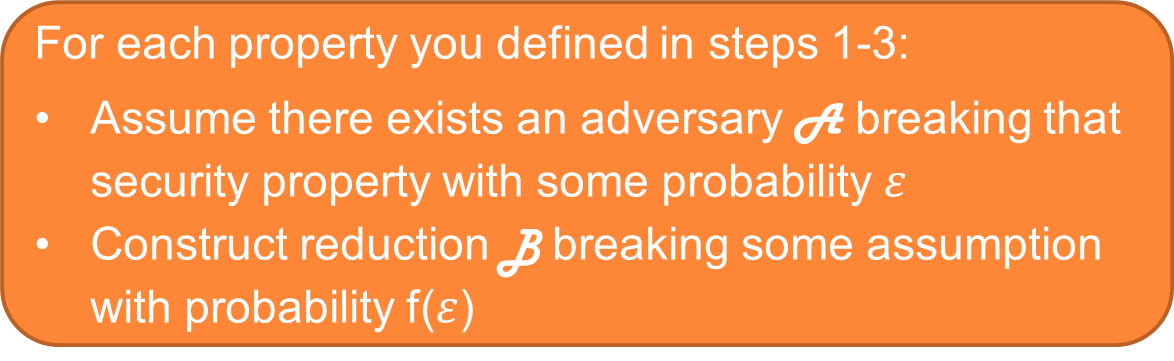 For each property you defined in steps 1-3:
• Assume there exists an adversary 𝓐 breaking that
security property with some probability 𝜀
• Construct reduction 𝓑 breaking some assumption
with probability f(𝜀)